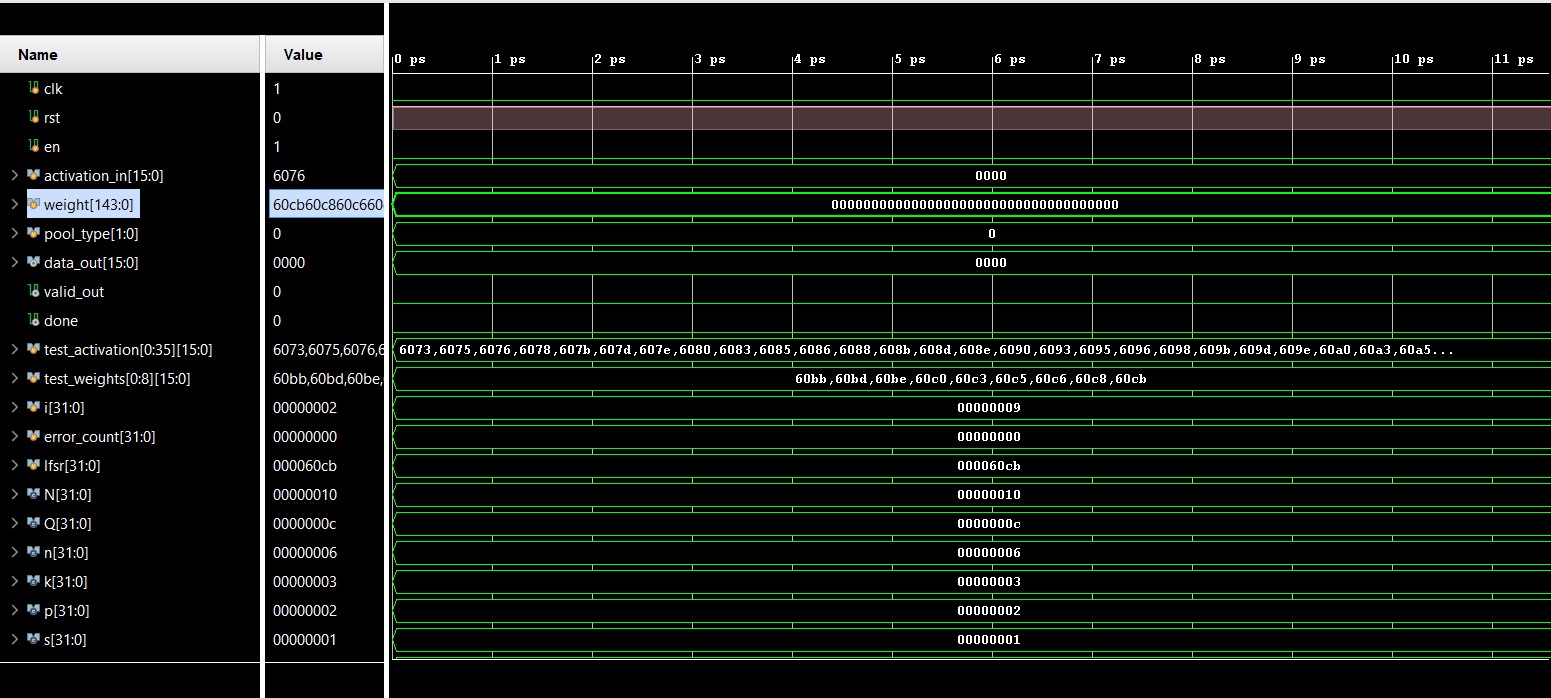 Name Value
0 ps 1 ps 2 ps 3 ps 4 ps 5 ps 6 ps 7 ps 8 ps 9 ps 10 ps 11 ps
clk 1
rst 0
en 1
activation_in[15:0] 6076 0000
weight[143:0] 60cb60c860c660 000000000000000000000000000000000000
pool_type[1:0] 0 0
data_out[15:0] 0000 0000
valid_out 0
done 0
test_activation[0:35][15:0] 6073,6075,6076,6 6073,6075,6076,6078,607b,607d,607e,6080,6083,6085,6086,6088,608b,608d,608e,6090,6093,6095,6096,6098,609b,609d,609e,60a0,60a3,60a5...
test_weights[0:8][15:0] 60bb,60bd,60be, 60bb,60bd,60be,60c0,60c3,60c5,60c6,60c8,60cb
i[31:0] 00000002 00000009
error_count[31:0] 00000000 00000000
lfsr[31:0] 000060cb 000060cb
N[31:0] 00000010 00000010
Q[31:0] 0000000c 0000000c
n[31:0] 00000006 00000006
k[31:0] 00000003 00000003
p[31:0] 00000002 00000002
s[31:0] 00000001 00000001